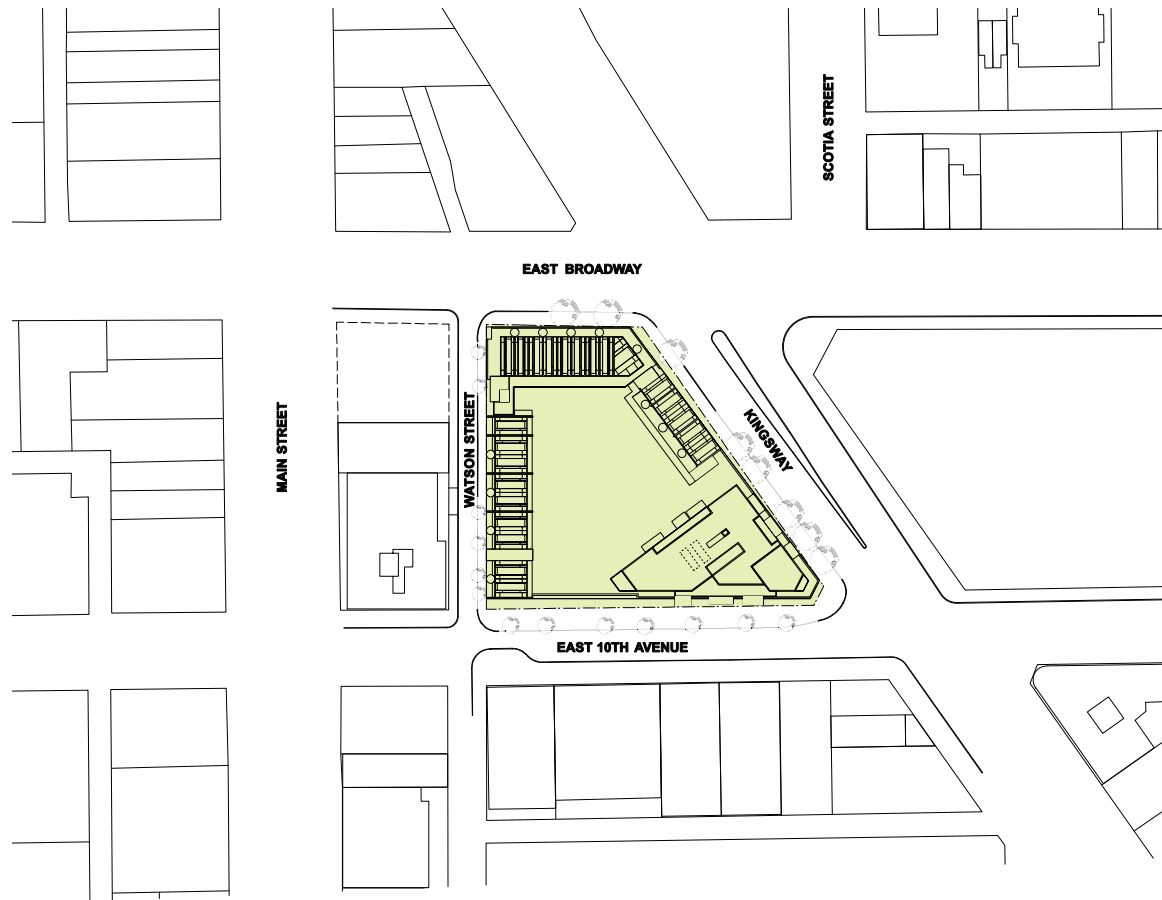 SCOTIA STREET
EAST BROADWAY
MAIN STREET
WATSON STREET
KINGSWAY
EAST 10TH AVENUE